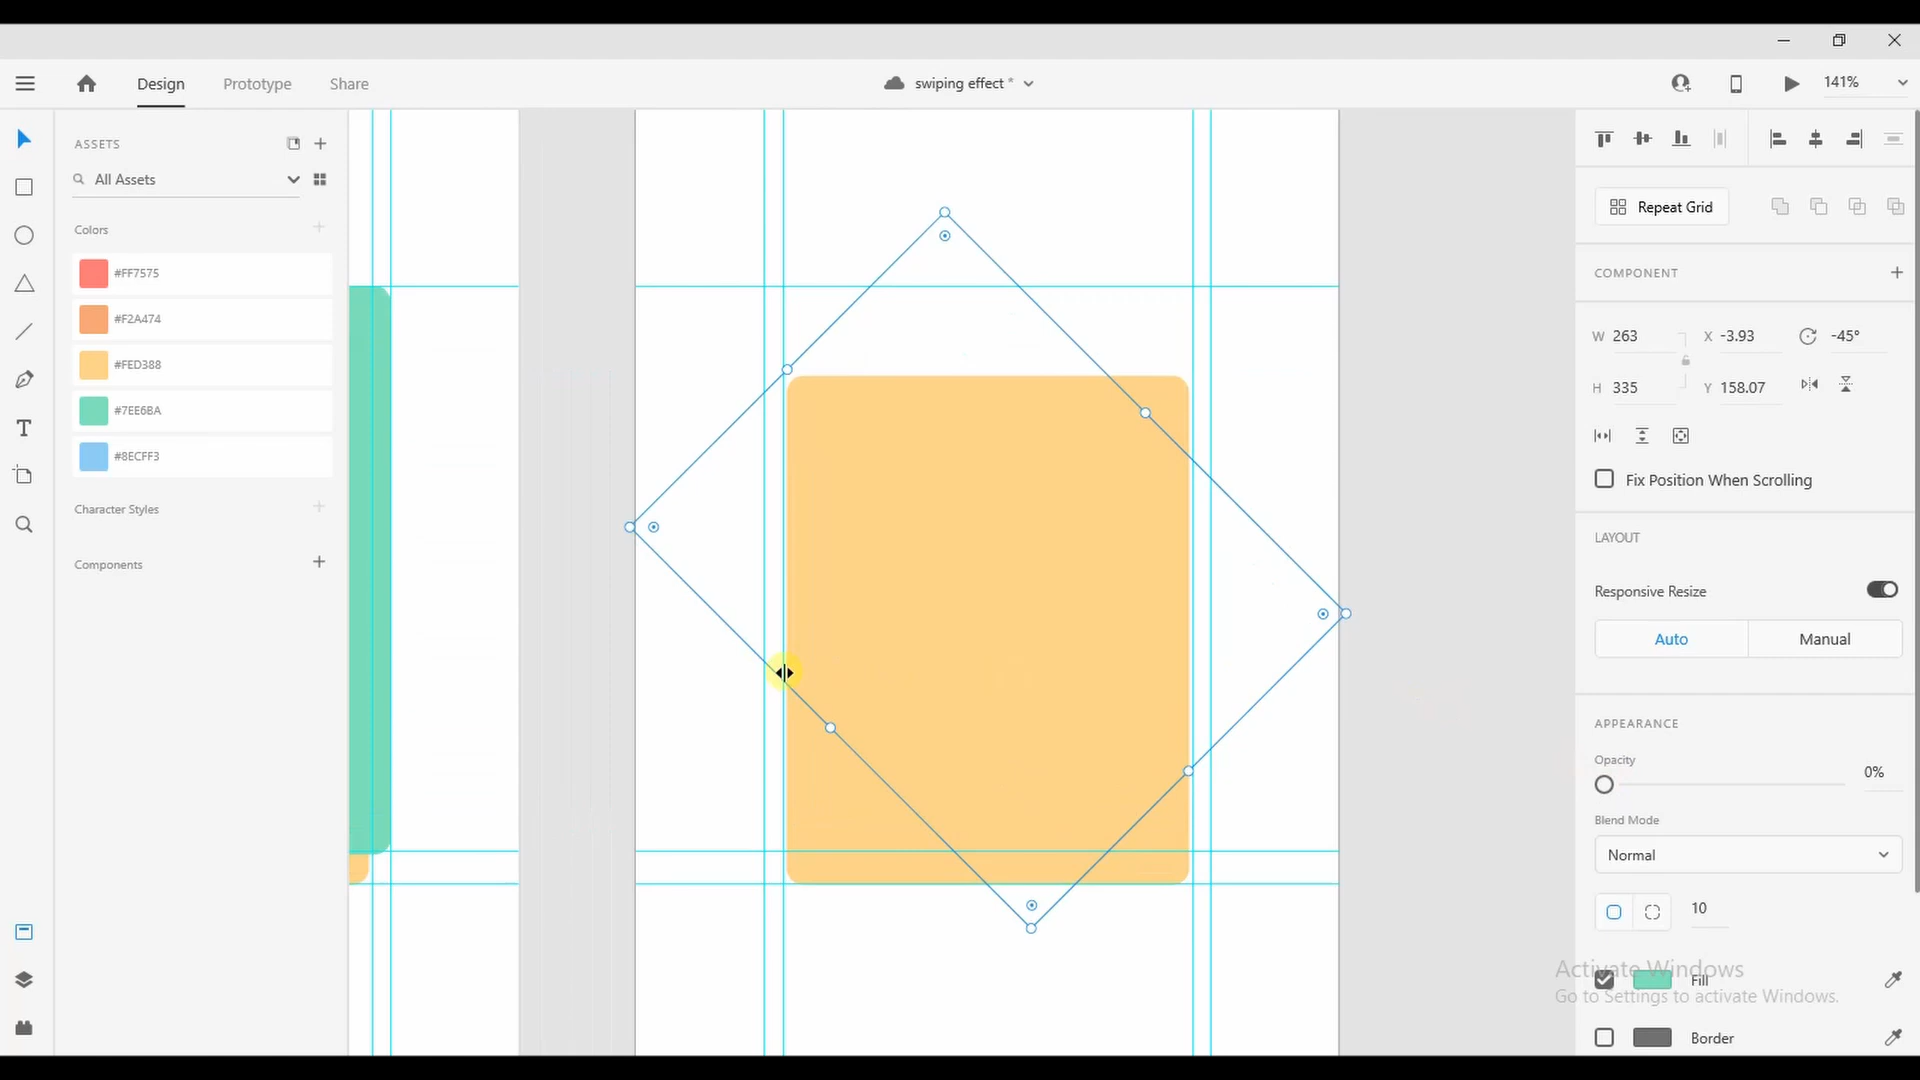 Design
Prototype
Share
swiping effect *
141%
ASSETS
All Assets
Colors
#FF7575
#F2A474
#FED388
#7EE6BA
#8ECFF3
Character Styles
Components
Repeat Grid
COMPONENT
W 263
X -3.93
-45°
H 335
Y 158.07
Fix Position When Scrolling
LAYOUT
Responsive Resize
Auto
Manual
APPEARANCE
Opacity
0%
Blend Mode
Normal
10
Activate Windows
Fill
Go to Settings to activate Windows.
Border